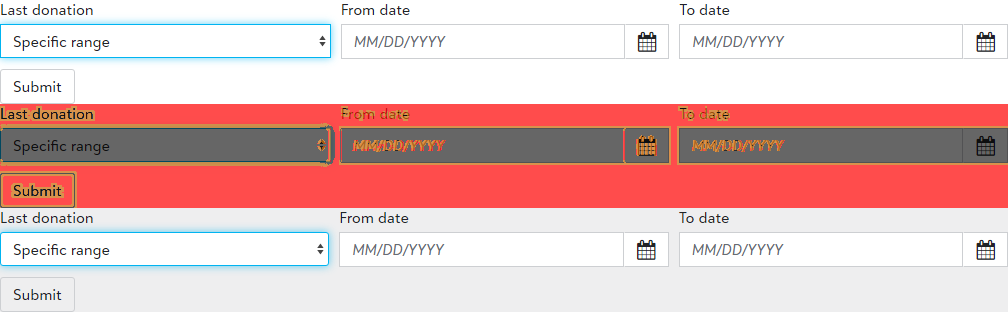 Last donation From date To date
Specific range MM/DD/YYYY MM/DD/YYYY
Submit
Last donation From date To date
Specific range MM/DD/YYYY MM/DD/YYYY
Submit
Last donation From date To date
Specific range MM/DD/YYYY MM/DD/YYYY
Submit